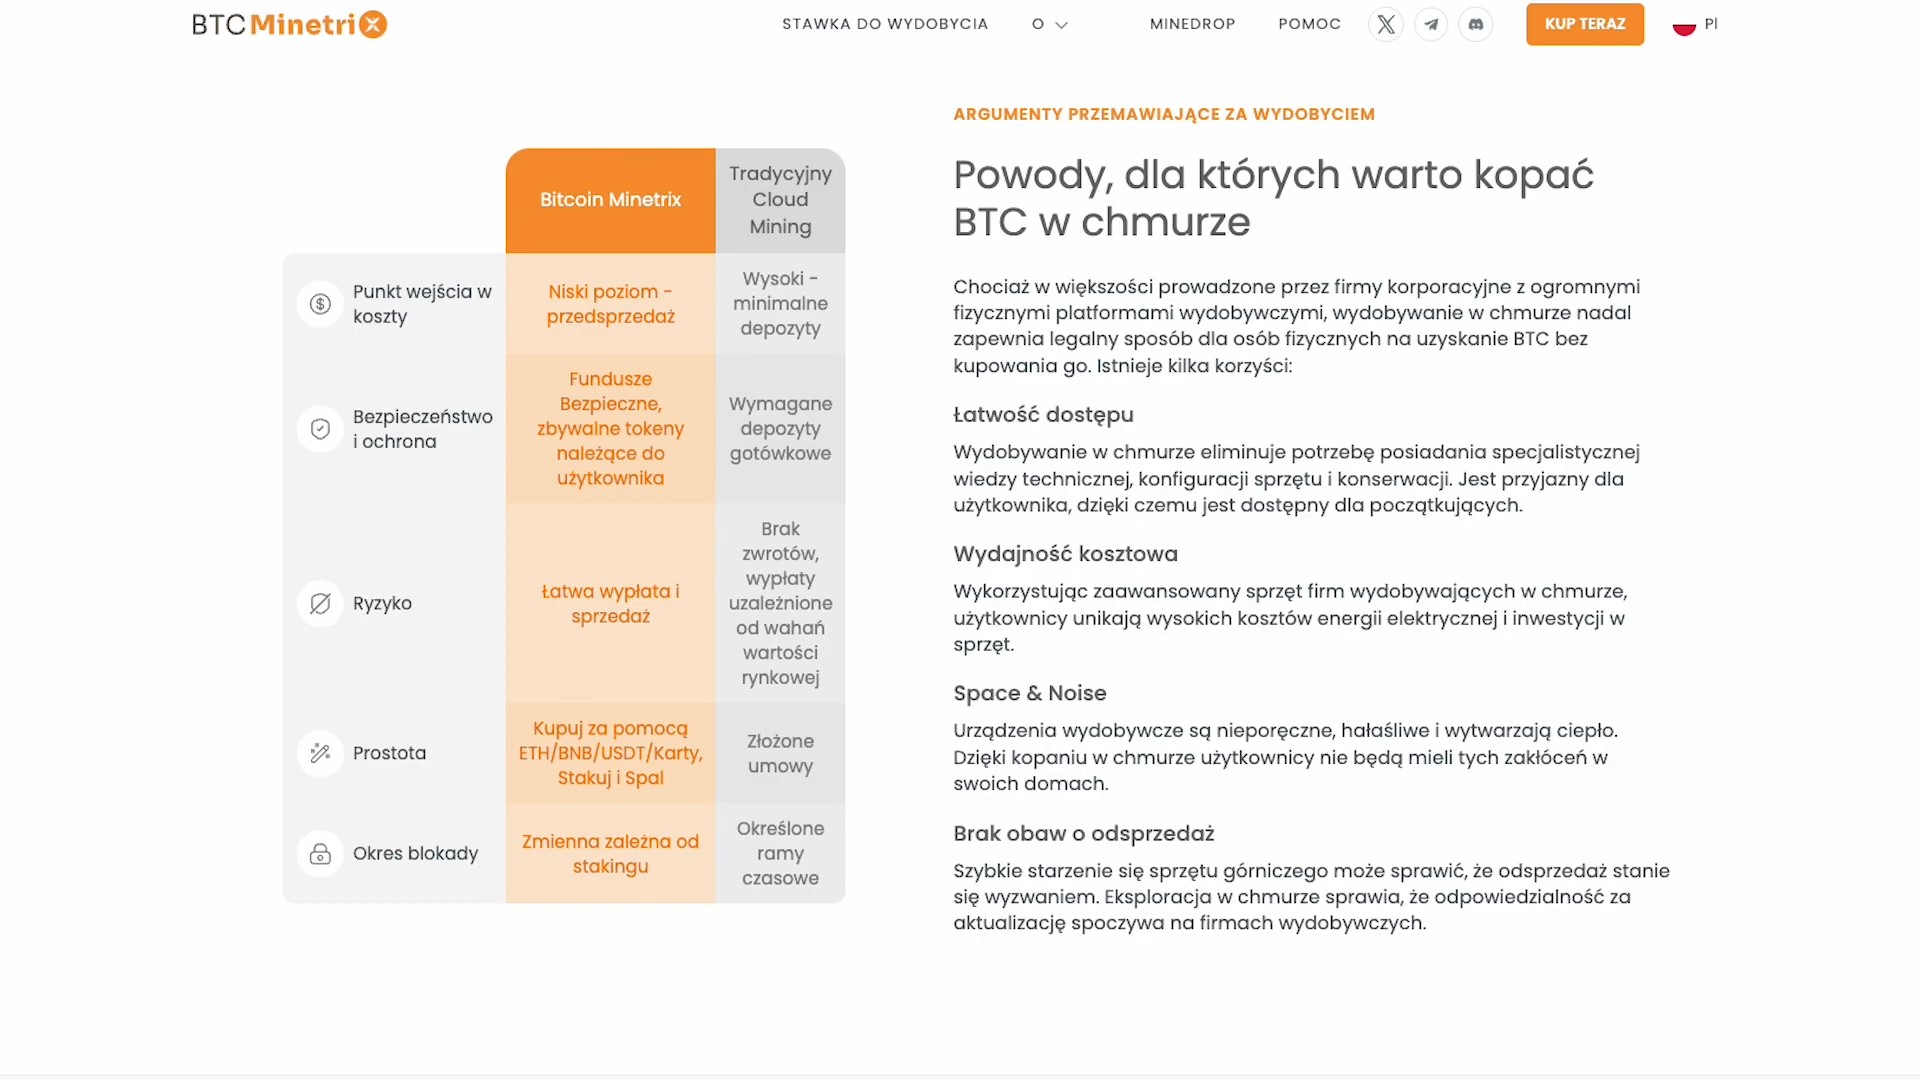 BTC Minetrix
STAWKA DO WYDOBYCIA
O
MINEDROP
POMOC
KUP TERAZ
Pl
Bitcoin Minetrix
Tradycyjny
Cloud
Mining
Punkt wejścia w
koszty
Niski poziom -
przedsprzedaż
Wysoki -
minimalne
depozyty
Bezpieczeństwo
i ochrona
Fundusze
Bezpieczne,
zbywalne tokeny
należące do
użytkownika
Wymagane
depozyty
gotówkowe
Ryzyko
Łatwa wypłata i
sprzedaż
Brak
zwrotów,
wypłaty
uzależnione
od wahań
wartości
rynkowej
Prostota
Kupuj za pomocą
ETH/BNB/USDT/Karty,
Stakuj i Spal
Złożone
umowy
Okres blokady
Zmienna zależna od
stakingu
Określone
ramy
czasowe
ARGUMENTY PRZEMAWIAJĄCE ZA WYDOBYCIEM
Powody, dla których warto kopać
BTC w chmurze
Chociaż w większości prowadzone przez firmy korporacyjne z ogromnymi
fizycznymi platformami wydobywczymi, wydobywanie w chmurze nadal
zapewnia legalny sposób dla osób fizycznych na uzyskanie BTC bez
kupowania go. Istnieje kilka korzyści:
Łatwość dostępu
Wydobywanie w chmurze eliminuje potrzebę posiadania specjalistycznej
wiedzy technicznej, konfiguracji sprzętu i konserwacji. Jest przyjazny dla
użytkownika, dzięki czemu jest dostępny dla początkujących.
Wydajność kosztowa
Wykorzystując zaawansowany sprzęt firm wydobywających w chmurze,
użytkownicy unikają wysokich kosztów energii elektrycznej i inwestycji w
sprzęt.
Space & Noise
Urządzenia wydobywcze są nieporęczne, hałaśliwe i wytwarzają ciepło.
Dzięki kopaniu w chmurze użytkownicy nie będą mieli tych zakłóceń w
swoich domach.
Brak obaw o odsprzedaż
Szybkie starzenie się sprzętu górniczego może sprawić, że odsprzedaż stanie
się wyzwaniem. Eksploracja w chmurze sprawia, że odpowiedzialność za
aktualizację spoczywa na firmach wydobywczych.